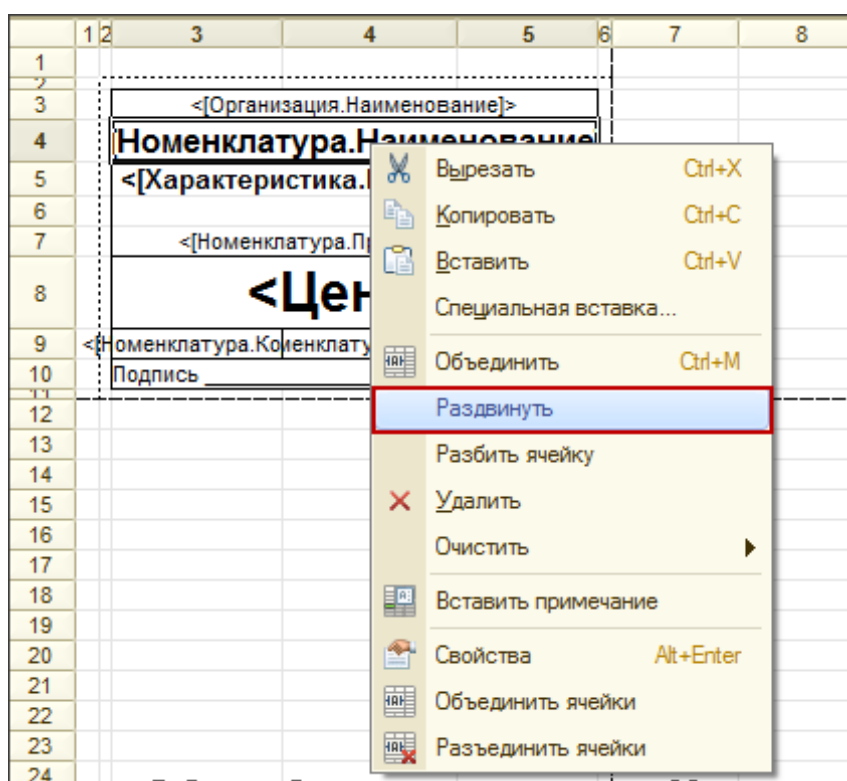 1 2 3 4 5 6 7 8
1
2
3 <[Организация.Наименование]>
4 [Номенклатура.Наименование
5 <[Характеристика.
6
7 <[Номенклатура.П
8 <Цен
9 <[Номенклатура.Ко менклату
10 Подпись
11
12
13
14
15
16
17
18
19
20
21
22
23
24
Вырезать Ctrl+X
Копировать Ctrl+C
Вставить Ctrl+V
Специальная вставка...
Объединить Ctrl+M
Раздвинуть
Разбить ячейку
Удалить
Очистить
Вставить примечание
Свойства Alt+Enter
Объединить ячейки
Разъединить ячейки